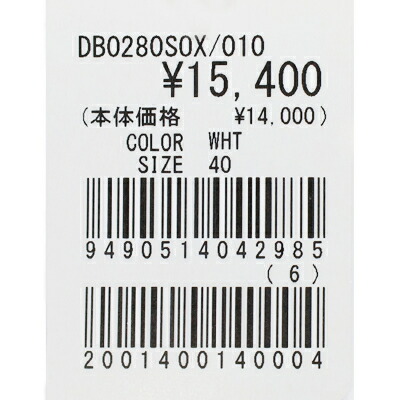 DB0280SOX/010
¥15,400
(本体価格 ¥14,000)
COLOR WHT
SIZE 40
9490514042985
(6)
2001400140004